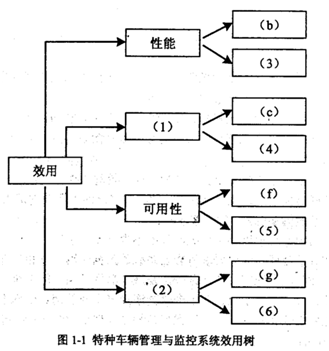 性能
(b)
(3)
(1)
(c)
(4)
效用
可用性
(f)
(5)
(2)
(g)
(6)
图 1-1 特种车辆管理与监控系统效用树